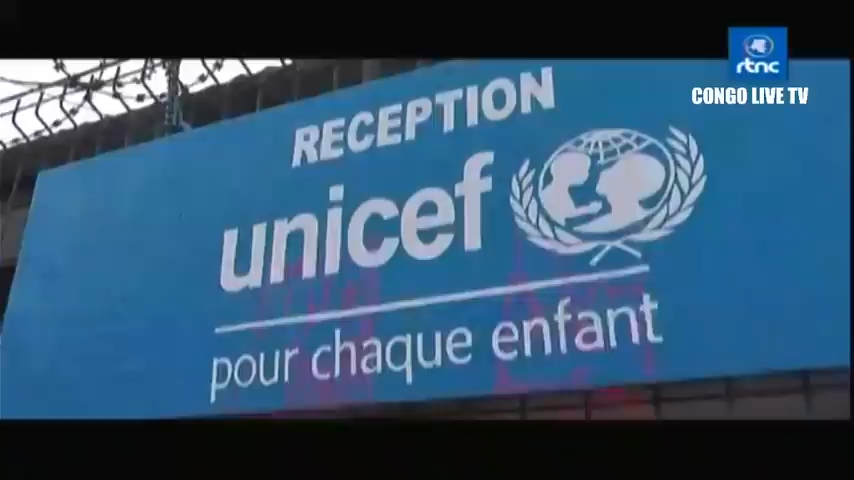 rtnc
CONGO LIVE TV
RECEPTION
unicef
pour chaque enfant